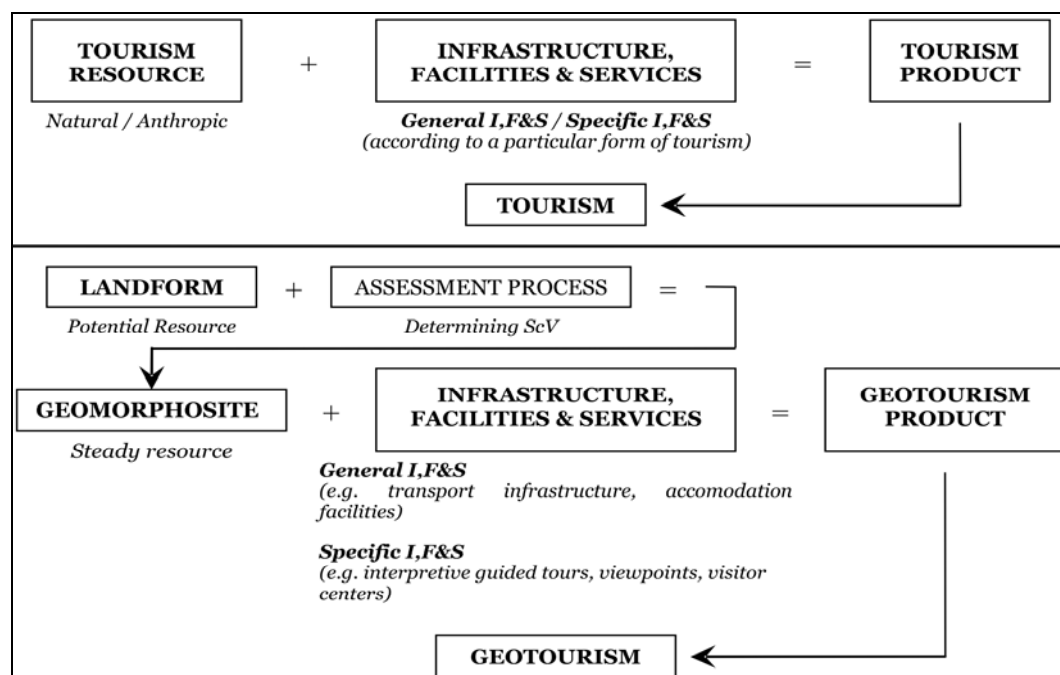 TOURISM
RESOURCE
+
INFRASTRUCTURE,
FACILITIES & SERVICES
=
TOURISM
PRODUCT
Natural / Anthropic
General I,F&S / Specific I,F&S
(according to a particular form of tourism)
TOURISM
LANDFORM
+
ASSESSMENT PROCESS
=
Potential Resource
Determining ScV
GEOMORPHOSITE
+
INFRASTRUCTURE,
FACILITIES & SERVICES
=
GEOTOURISM
PRODUCT
Steady resource
General I,F&S
(e.g. transport infrastructure, accomodation
facilities)
Specific I,F&S
(e.g. interpretive guided tours, viewpoints, visitor
centers)
GEOTOURISM